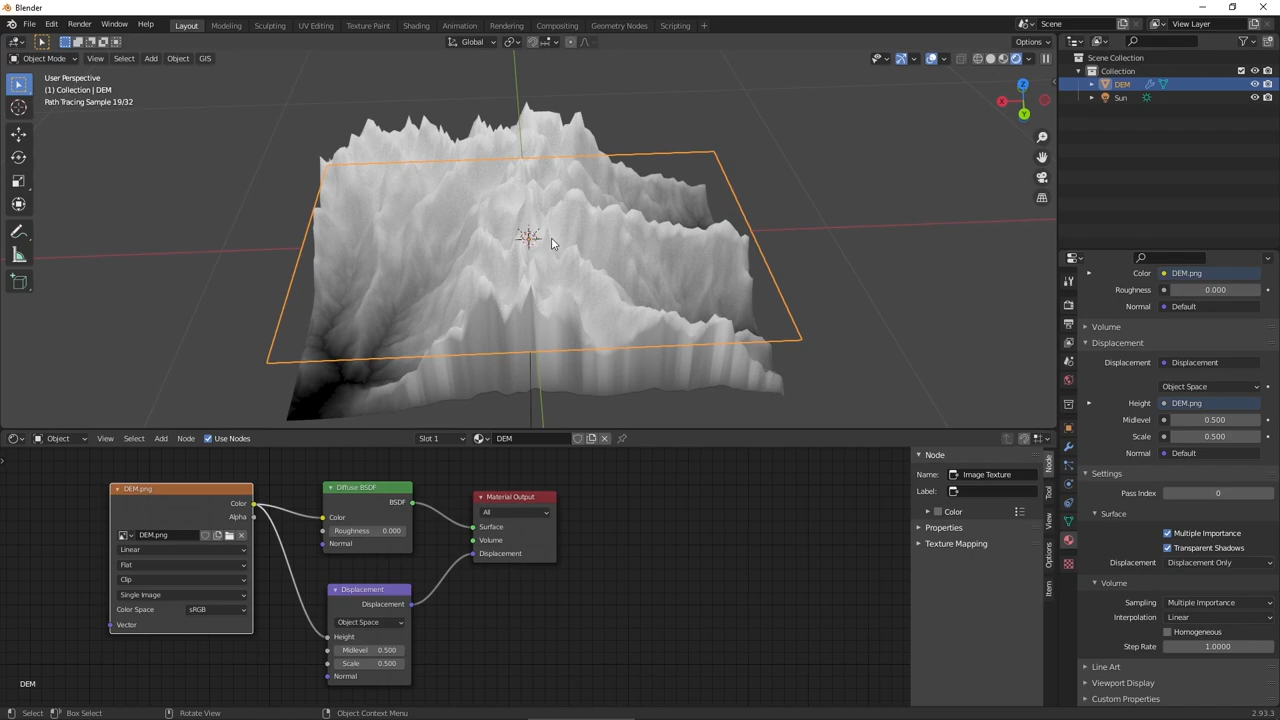 Blender
File Edit Render Window Help Layout Modeling Sculpting UV Editing Texture Paint Shading Animation Rendering Compositing Geometry Nodes Scripting + Scene View Layer
Global Options
Object Mode View Select Add Object GIS
User Perspective
(1) Collection | DEM
Path Tracing Sample 19/32
Z
X
Y
Scene Collection
Collection
DEM
Sun
Color DEM.png
Roughness 0.000
Normal Default
Volume
Displacement
Displacement Displacement
Object Space
Height DEM.png
Midlevel 0.500
Scale 0.500
Normal Default
Settings
Pass Index 0
Surface
Multiple Importance
Transparent Shadows
Displacement Displacement Only
Volume
Sampling Multiple Importance
Interpolation Linear
Homogeneous
Step Rate 1.0000
Line Art
Viewport Display
Custom Properties
Object View Select Add Node Use Nodes Slot 1 DEM
DEM.png
Color
Alpha
DEM.png
Linear
Flat
Clip
Single Image
Color Space sRGB
Vector
Diffuse BSDF
BSDF
Color
Roughness 0.000
Normal
Displacement
Displacement
Object Space
Height
Midlevel 0.500
Scale 0.500
Normal
Material Output
All
Surface
Volume
Displacement
Node
Name: Image Texture
Label:
Color
Properties
Texture Mapping
Node
Tool
View
Options
Item
DEM
Select Box Select Rotate View Object Context Menu 2.93.3